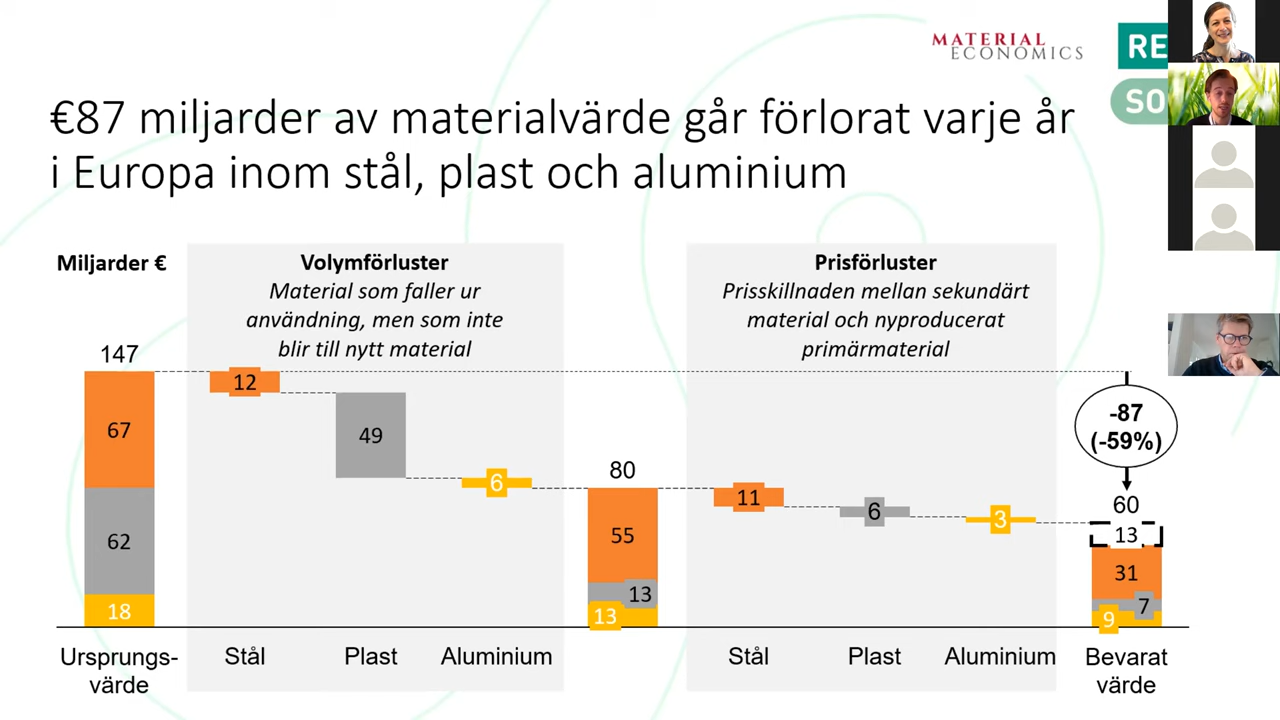 MATERIAL
ECONOMICS
RE
SO
€87 miljarder av materialvärde går förlorat varje år
i Europa inom stål, plast och aluminium
Miljarder €
Volymförluster
Material som faller ur
användning, men som inte
blir till nytt material
Prisförluster
Prisskillnaden mellan sekundärt
material och nyproducerat
primärmaterial
147
67
62
18
12
49
6
80
55
13
13
11
6
3
-87
(-59%)
60
13
31
7
9
Ursprungs-
värde
Stål
Plast
Aluminium
Stål
Plast
Aluminium
Bevarat
värde